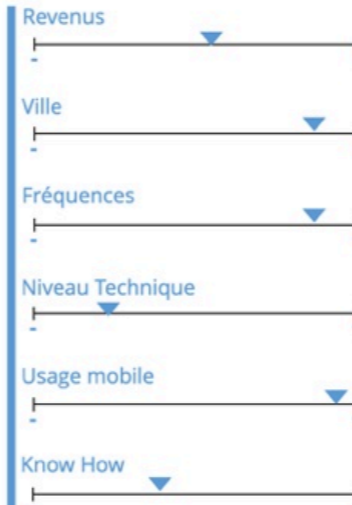 Revenus
-
Ville
-
Fréquences
-
Niveau Technique
-
Usage mobile
-
Know How